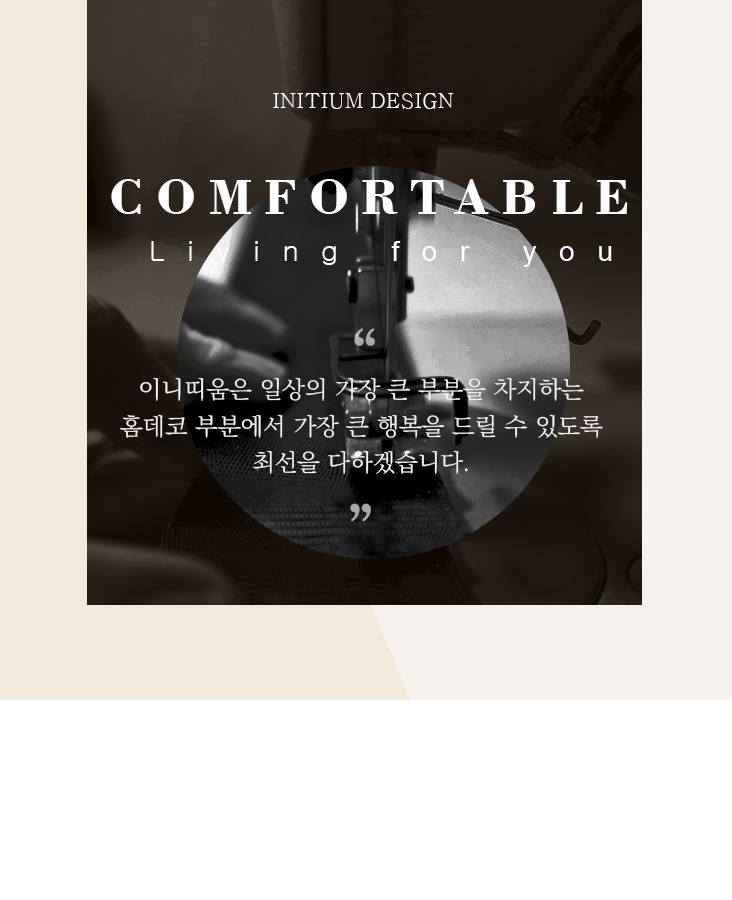 INITIUM DESIGN
COMFORTABLE
Living for you
“
이니띠움은 일상의 가장 큰 부분을 차지하는
홈데코 부분에서 가장 큰 행복을 드릴 수 있도록
최선을 다하겠습니다.
”